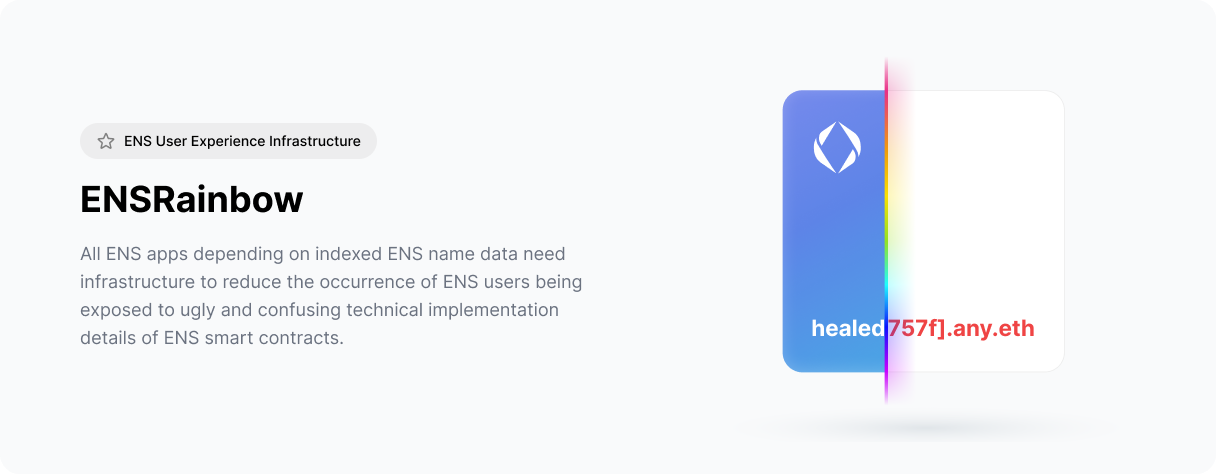 ENS User Experience Infrastructure
ENSRainbow
All ENS apps depending on indexed ENS name data need
infrastructure to reduce the occurrence of ENS users being
exposed to ugly and confusing technical implementation
details of ENS smart contracts.
healed757f].any.eth